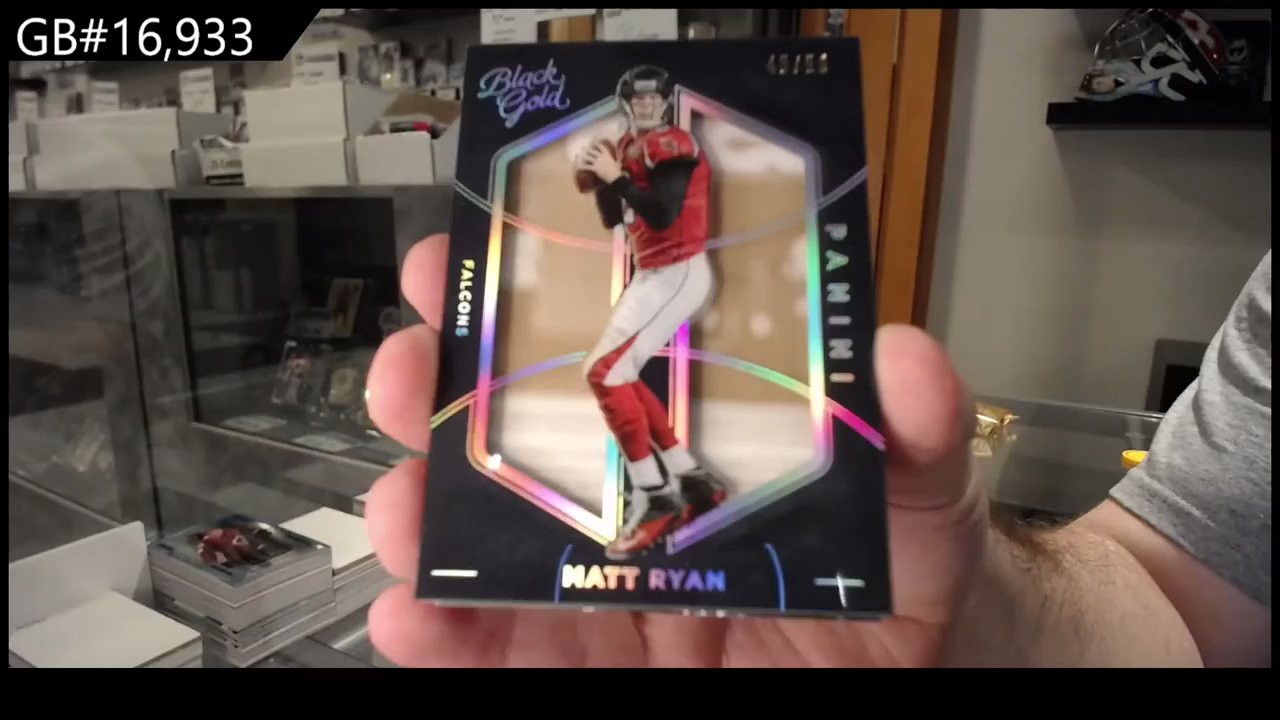 GB#16,933
Black
Gold
FALCONS
PANINI
MATT RYAN